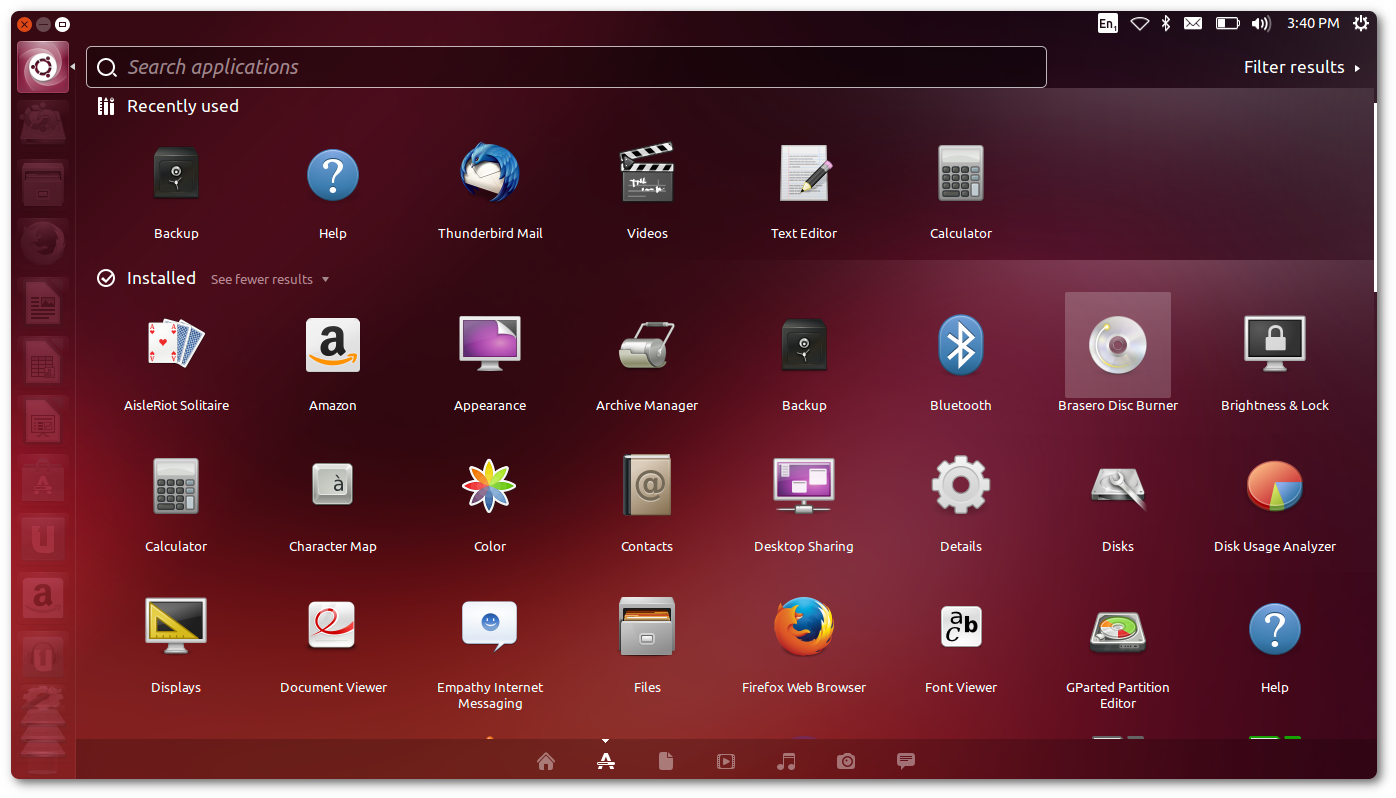 En1
3:40 PM
Search applications
Filter results
Recently used
Backup
Help
Thunderbird Mail
Videos
Text Editor
Calculator
Installed
See fewer results
AisleRiot Solitaire
Amazon
Appearance
Archive Manager
Backup
Bluetooth
Brasero Disc Burner
Brightness & Lock
Calculator
Character Map
Color
Contacts
Desktop Sharing
Details
Disks
Disk Usage Analyzer
Displays
Document Viewer
Empathy Internet
Messaging
Files
Firefox Web Browser
Font Viewer
GParted Partition
Editor
Help